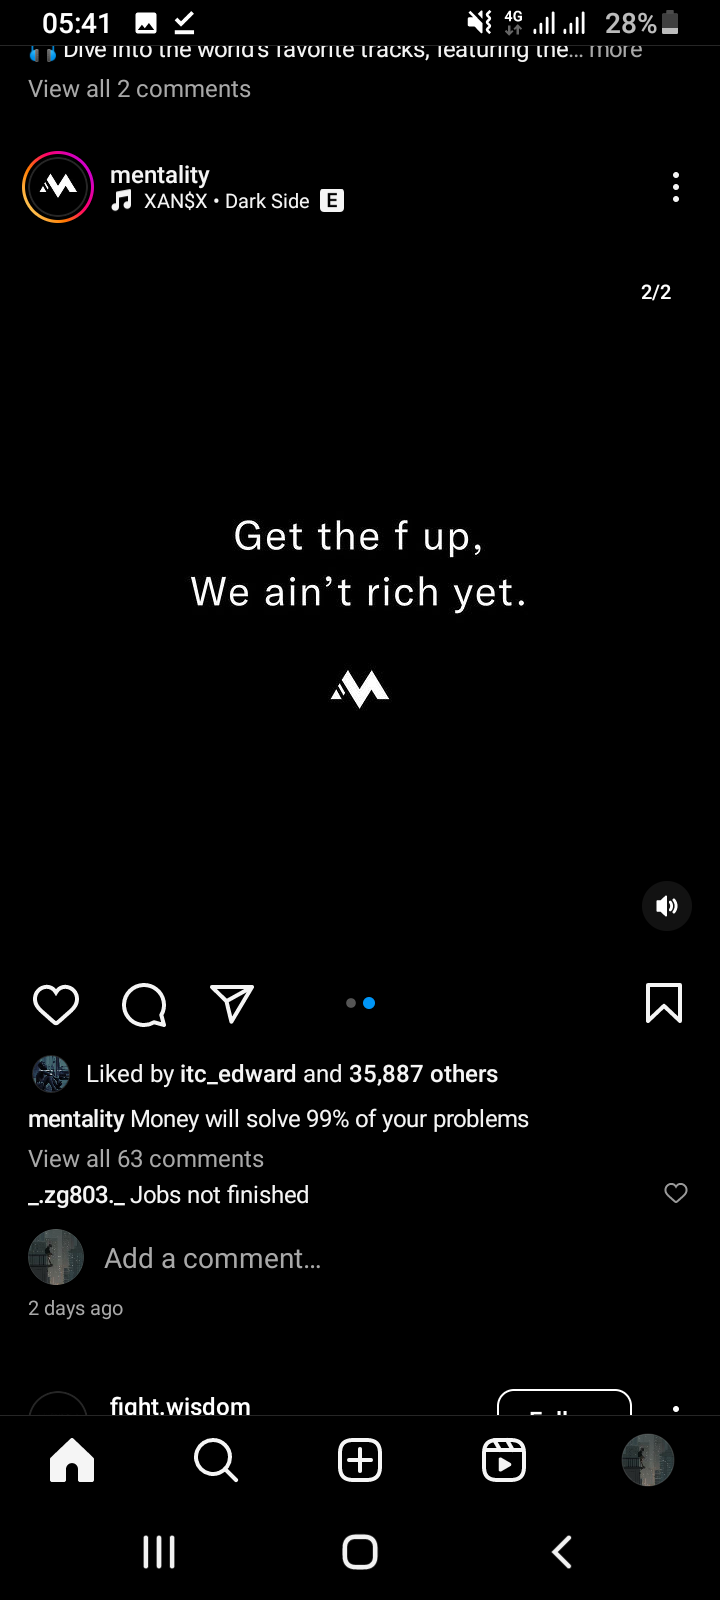 05:41
4G
28%
Dive into the world's favorite tracks, featuring the... more
View all 2 comments
mentality
XAN$X • Dark Side E
2/2
Get the f up,
We ain't rich yet.
Liked by itc_edward and 35,887 others
mentality Money will solve 99% of your problems
View all 63 comments
_.zg803._ Jobs not finished
Add a comment...
2 days ago
fight.wisdom